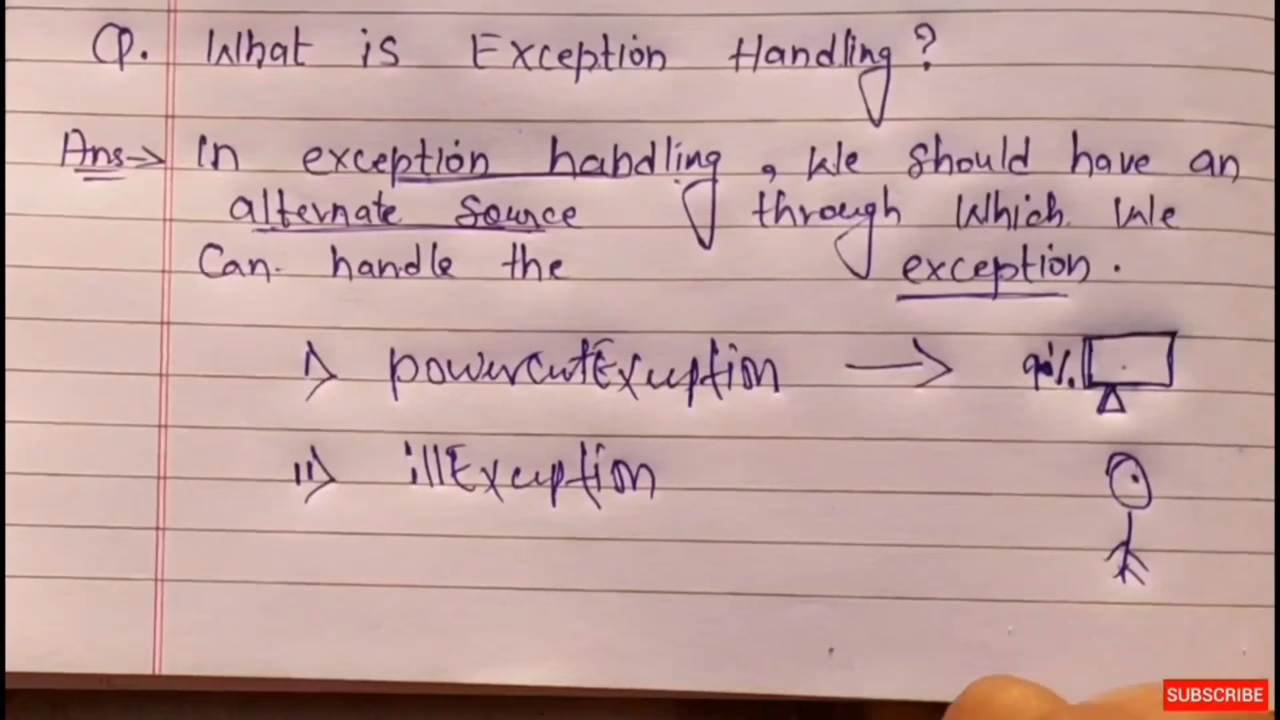 Q. What is Exception Handling?
Ans→ In exception handling, we should have an
alternate source through which we
can handle the exception.
i> powercutException → 90%
ii> illException
SUBSCRIBE